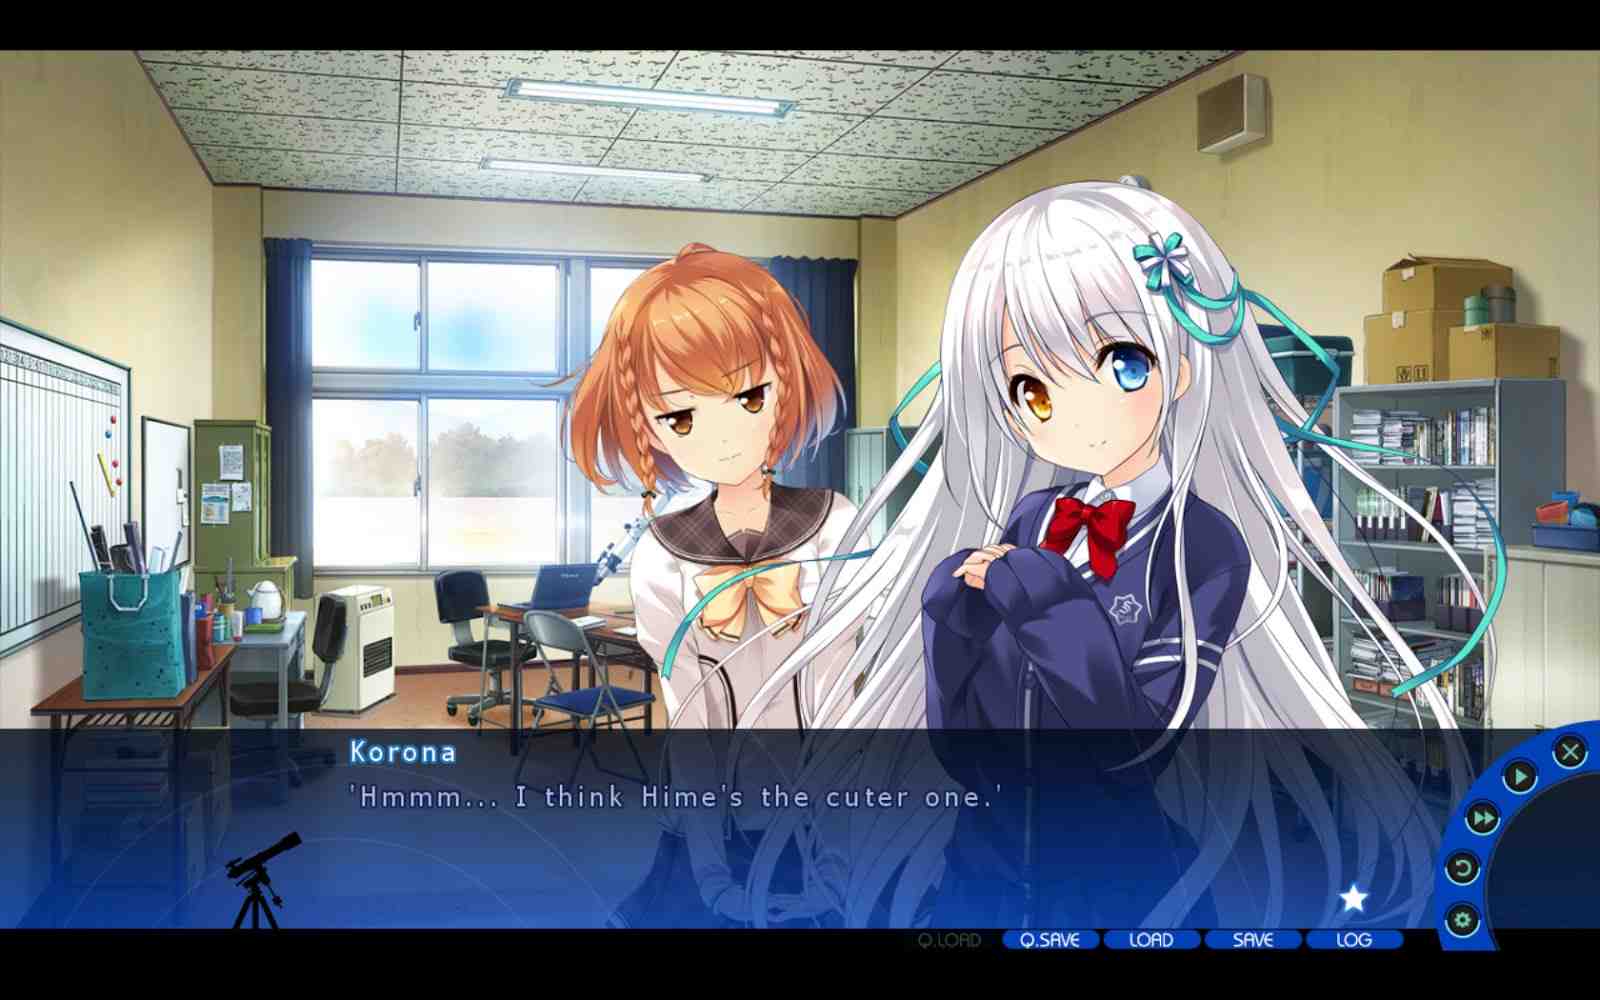 Korona
'Hmmm... I think Hime's the cuter one.'
Q.LOAD
Q.SAVE
LOAD
SAVE
LOG